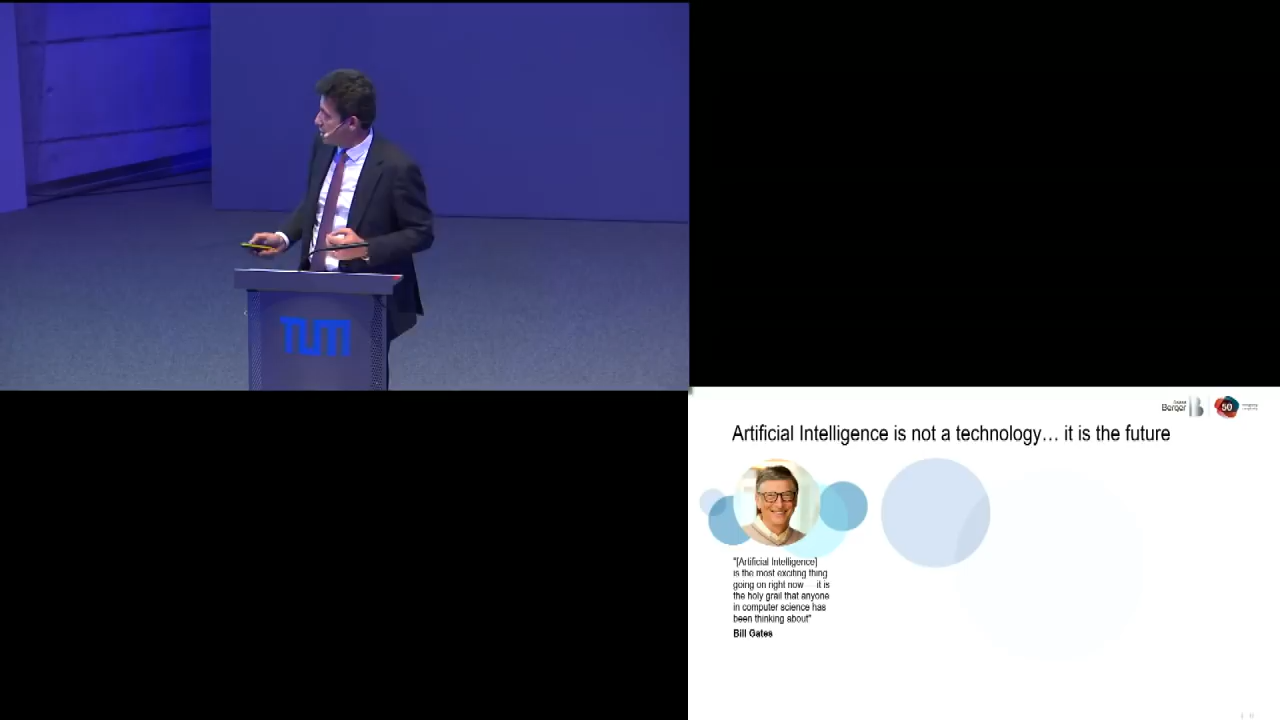 TUM
Berger
50
Artificial Intelligence is not a technology… it is the future
"[Artificial Intelligence]
is the most exciting thing
going on right now – it is
the holy grail that anyone
in computer science has
been thinking about"
Bill Gates